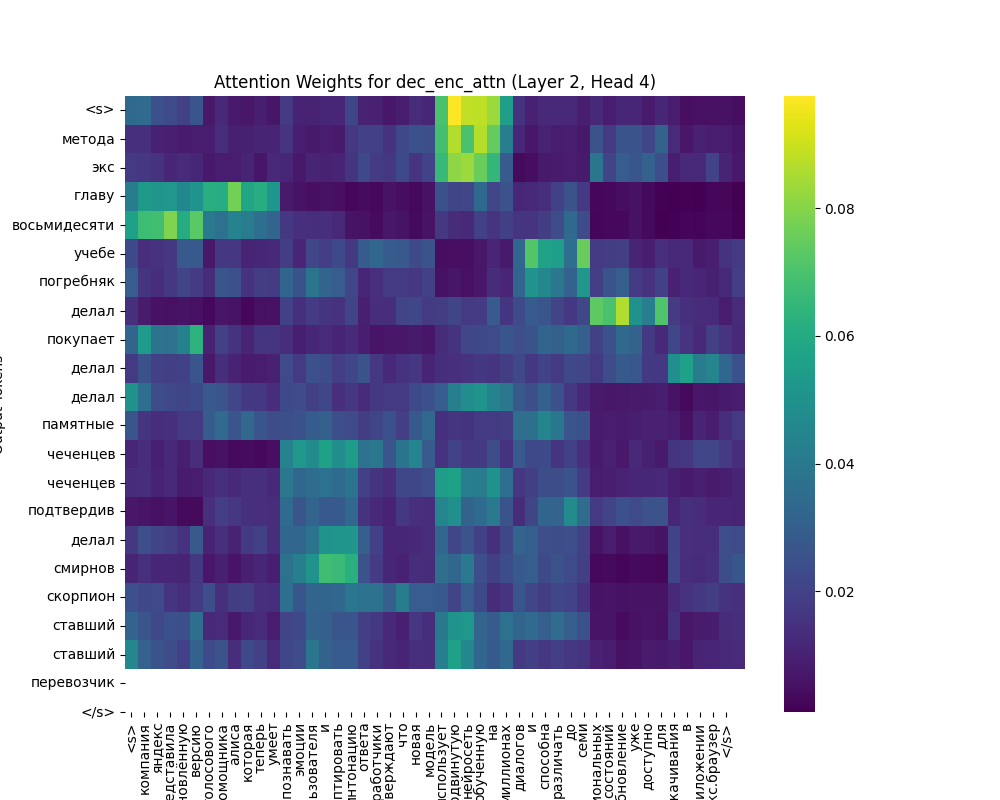 Attention Weights for dec_enc_attn (Layer 2, Head 4)
<s>
метода
экс
главу
восьмидесяти
учебе
погребняк
делал
покупает
делал
делал
памятные
чеченцев
чеченцев
подтвердив
делал
смирнов
скорпион
ставший
ставший
перевозчик
</s>
0.08
0.06
0.04
0.02
<s>
компания
яндекс
версию
алиса
которая
теперь
умеет
эмоции
и
ответа
что
новая
модель
нейросеть
на
диалогов
и
способна
различать
до
семи
состояний
уже
доступно
для
в
</s>